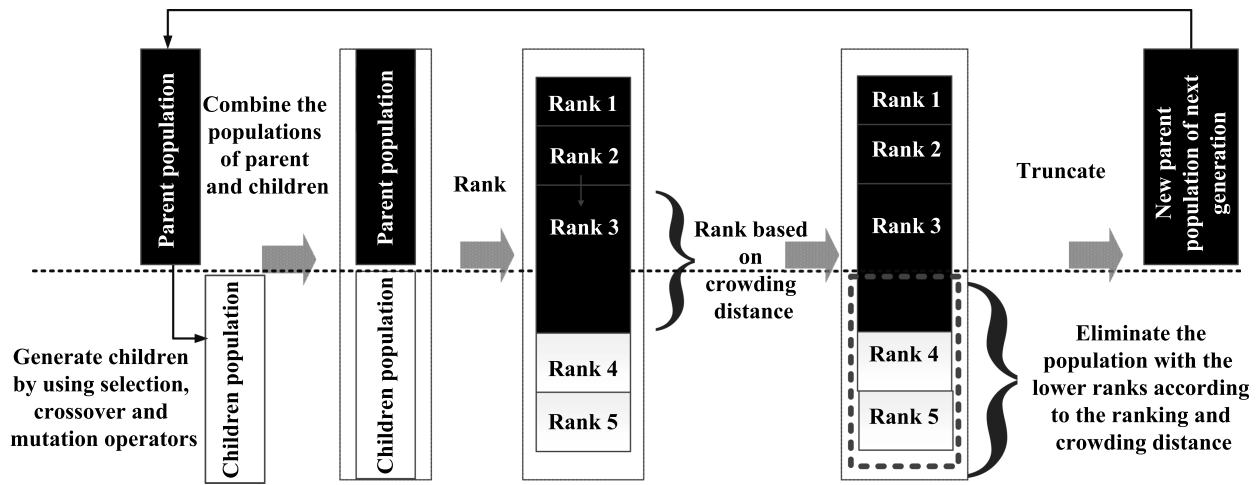 Parent population
Combine the
populations
of parent
and children
Generate children
by using selection,
crossover and
mutation operators
Children population
Parent population
Children population
Rank
Rank 1
Rank 2
Rank 3
Rank 4
Rank 5
Rank based
on
crowding
distance
Rank 1
Rank 2
Rank 3
Rank 4
Rank 5
Truncate
Eliminate the
population with the
lower ranks according
to the ranking and
crowding distance
New parent
population of next
generation